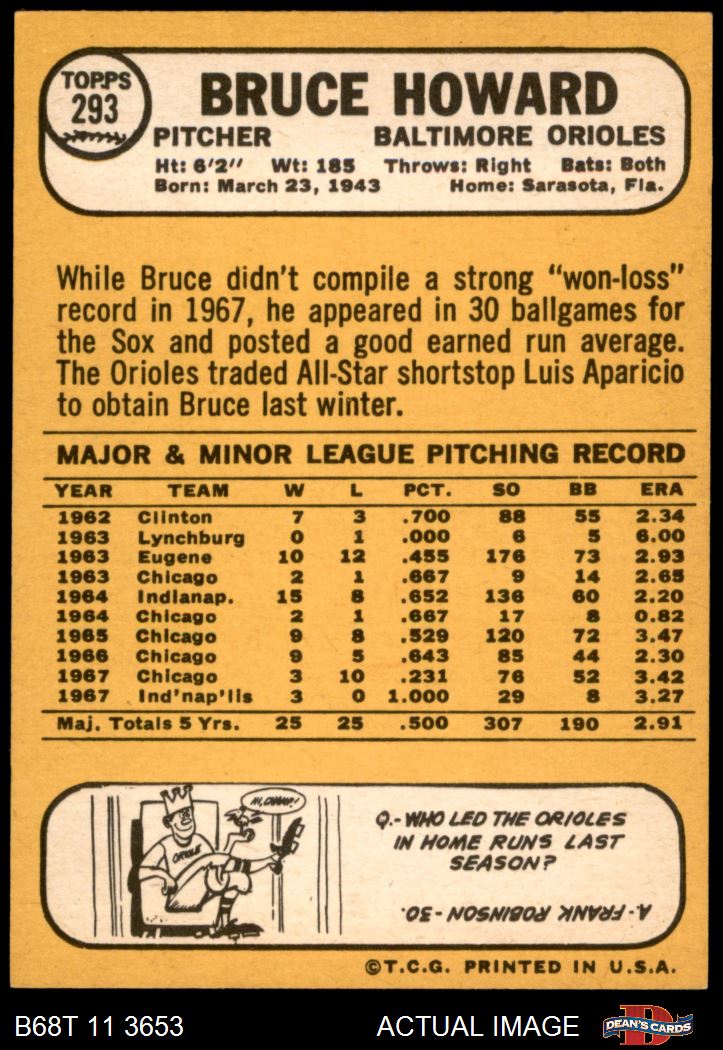 TOPPS
293
BRUCE HOWARD
PITCHER BALTIMORE ORIOLES
Ht: 6'2" Wt: 185 Throws: Right Bats: Both
Born: March 23, 1943 Home: Sarasota, Fla.
While Bruce didn't compile a strong "won-loss"
record in 1967, he appeared in 30 ballgames for
the Sox and posted a good earned run average.
The Orioles traded All-Star shortstop Luis Aparicio
to obtain Bruce last winter.
MAJOR & MINOR LEAGUE PITCHING RECORD
YEAR TEAM W L PCT. SO BB ERA
1962 Clinton 7 3 .700 88 55 2.34
1963 Lynchburg 0 1 .000 6 5 6.00
1963 Eugene 10 12 .455 176 73 2.93
1963 Chicago 2 1 .667 9 14 2.65
1964 Indianap. 15 8 .652 136 60 2.20
1964 Chicago 2 1 .667 17 8 0.82
1965 Chicago 9 8 .529 120 72 3.47
1966 Chicago 9 5 .643 85 44 2.30
1967 Chicago 3 10 .231 76 52 3.42
1967 Ind'nap'lis 3 0 1.000 29 8 3.27
Maj. Totals 5 Yrs. 25 25 .500 307 190 2.91
HI, CHAMP!
ORIOLE
Q.- WHO LED THE ORIOLES
IN HOME RUNS LAST
SEASON?
A- FRANK ROBINSON - 30.
©T.C.G. PRINTED IN U.S.A.
B68T 11 3653 ACTUAL IMAGE
D
DEAN'S CARDS